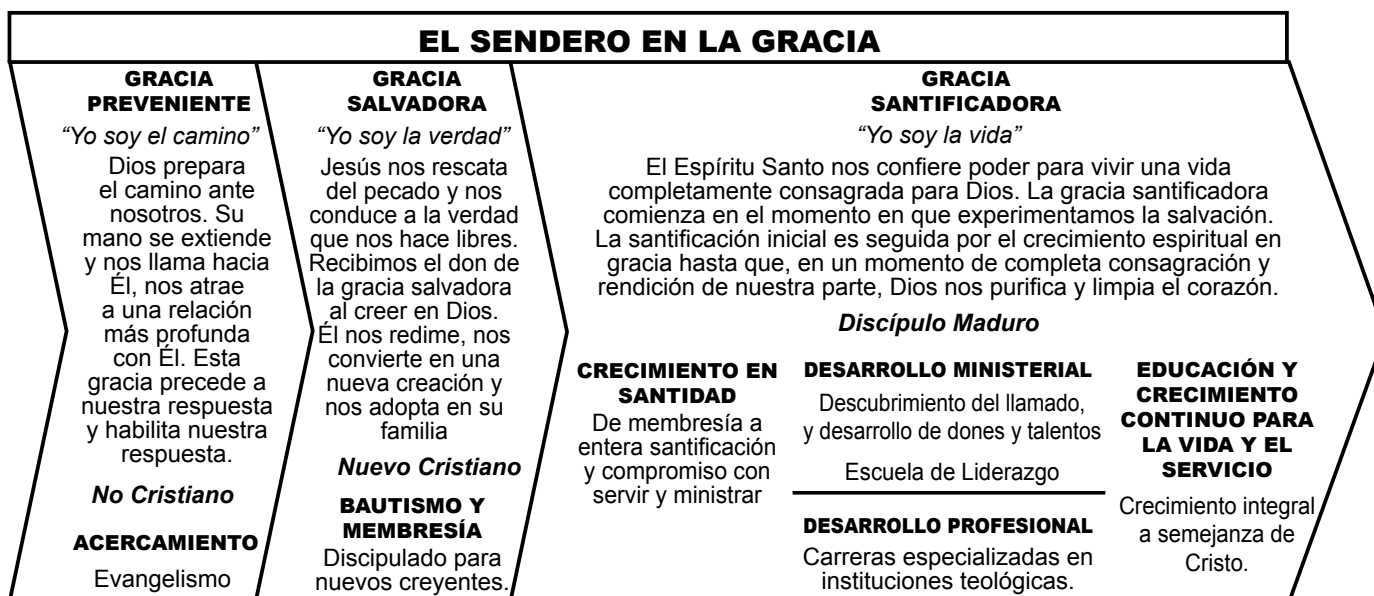 EL SENDERO EN LA GRACIA
GRACIA
PREVENIENTE
“Yo soy el camino”
Dios prepara
el camino ante
nosotros. Su
mano se extiende
y nos llama hacia
Él, nos atrae
a una relación
más profunda
con Él. Esta
gracia precede a
nuestra respuesta
y habilita nuestra
respuesta.
No Cristiano
ACERCAMIENTO
Evangelismo
GRACIA
SALVADORA
“Yo soy la verdad”
Jesús nos rescata
del pecado y nos
conduce a la verdad
que nos hace libres.
Recibimos el don de
la gracia salvadora
al creer en Dios.
Él nos redime, nos
convierte en una
nueva creación y
nos adopta en su
familia
Nuevo Cristiano
BAUTISMO Y
MEMBRESÍA
Discipulado para
nuevos creyentes.
GRACIA
SANTIFICADORA
“Yo soy la vida”
El Espíritu Santo nos confiere poder para vivir una vida
completamente consagrada para Dios. La gracia santificadora
comienza en el momento en que experimentamos la salvación.
La santificación inicial es seguida por el crecimiento espiritual en
gracia hasta que, en un momento de completa consagración y
rendición de nuestra parte, Dios nos purifica y limpia el corazón.
Discípulo Maduro
CRECIMIENTO EN
SANTIDAD
De membresía a
entera santificación
y compromiso con
servir y ministrar
DESARROLLO MINISTERIAL
Descubrimiento del llamado,
y desarrollo de dones y talentos
Escuela de Liderazgo
DESARROLLO PROFESIONAL
Carreras especializadas en
instituciones teológicas.
EDUCACIÓN Y
CRECIMIENTO
CONTINUO PARA
LA VIDA Y EL
SERVICIO
Crecimiento integral
a semejanza de
Cristo.